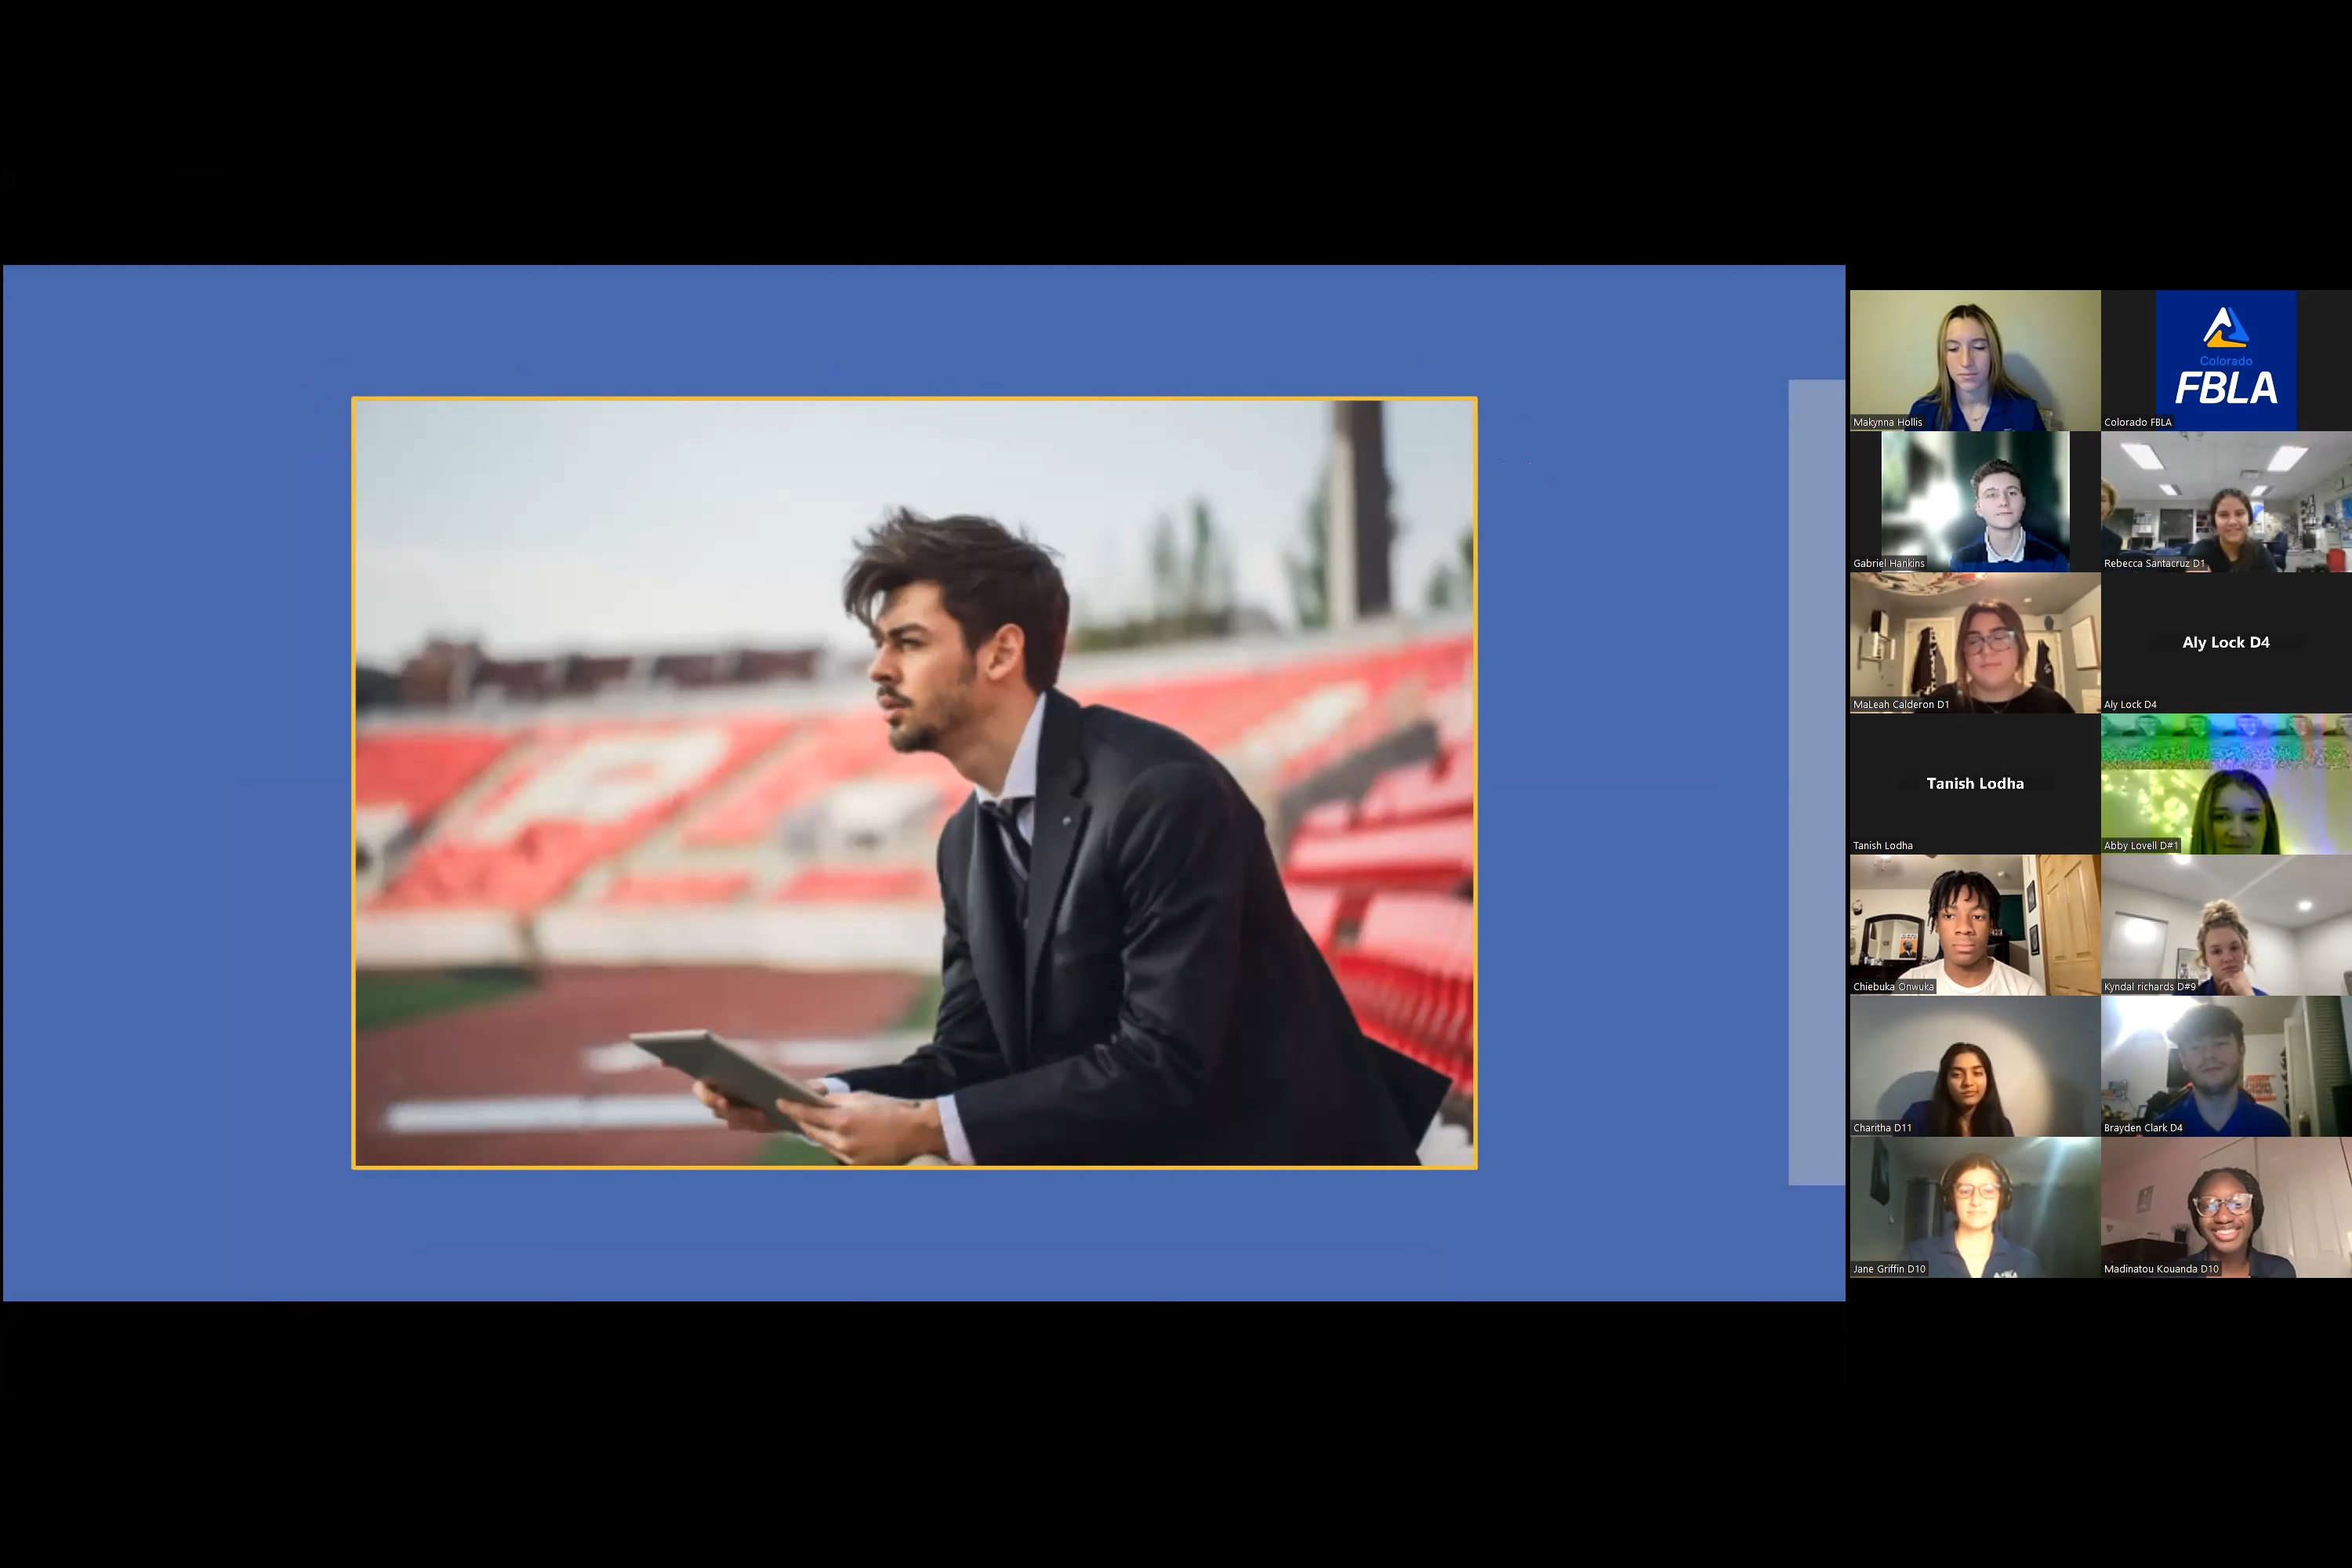 Makynna Hollis
Colorado
FBLA
Colorado FBLA
Gabriel Hankins
Rebecca Santacruz D1
MaLeah Calderon D1
Aly Lock D4
Aly Lock D4
Tanish Lodha
Tanish Lodha
Abby Lovell D#1
Chiebuka Onwuka
Kyndal richards D#9
Charitha D11
Brayden Clark D4
Jane Griffin D10
Madinatou Kouanda D10